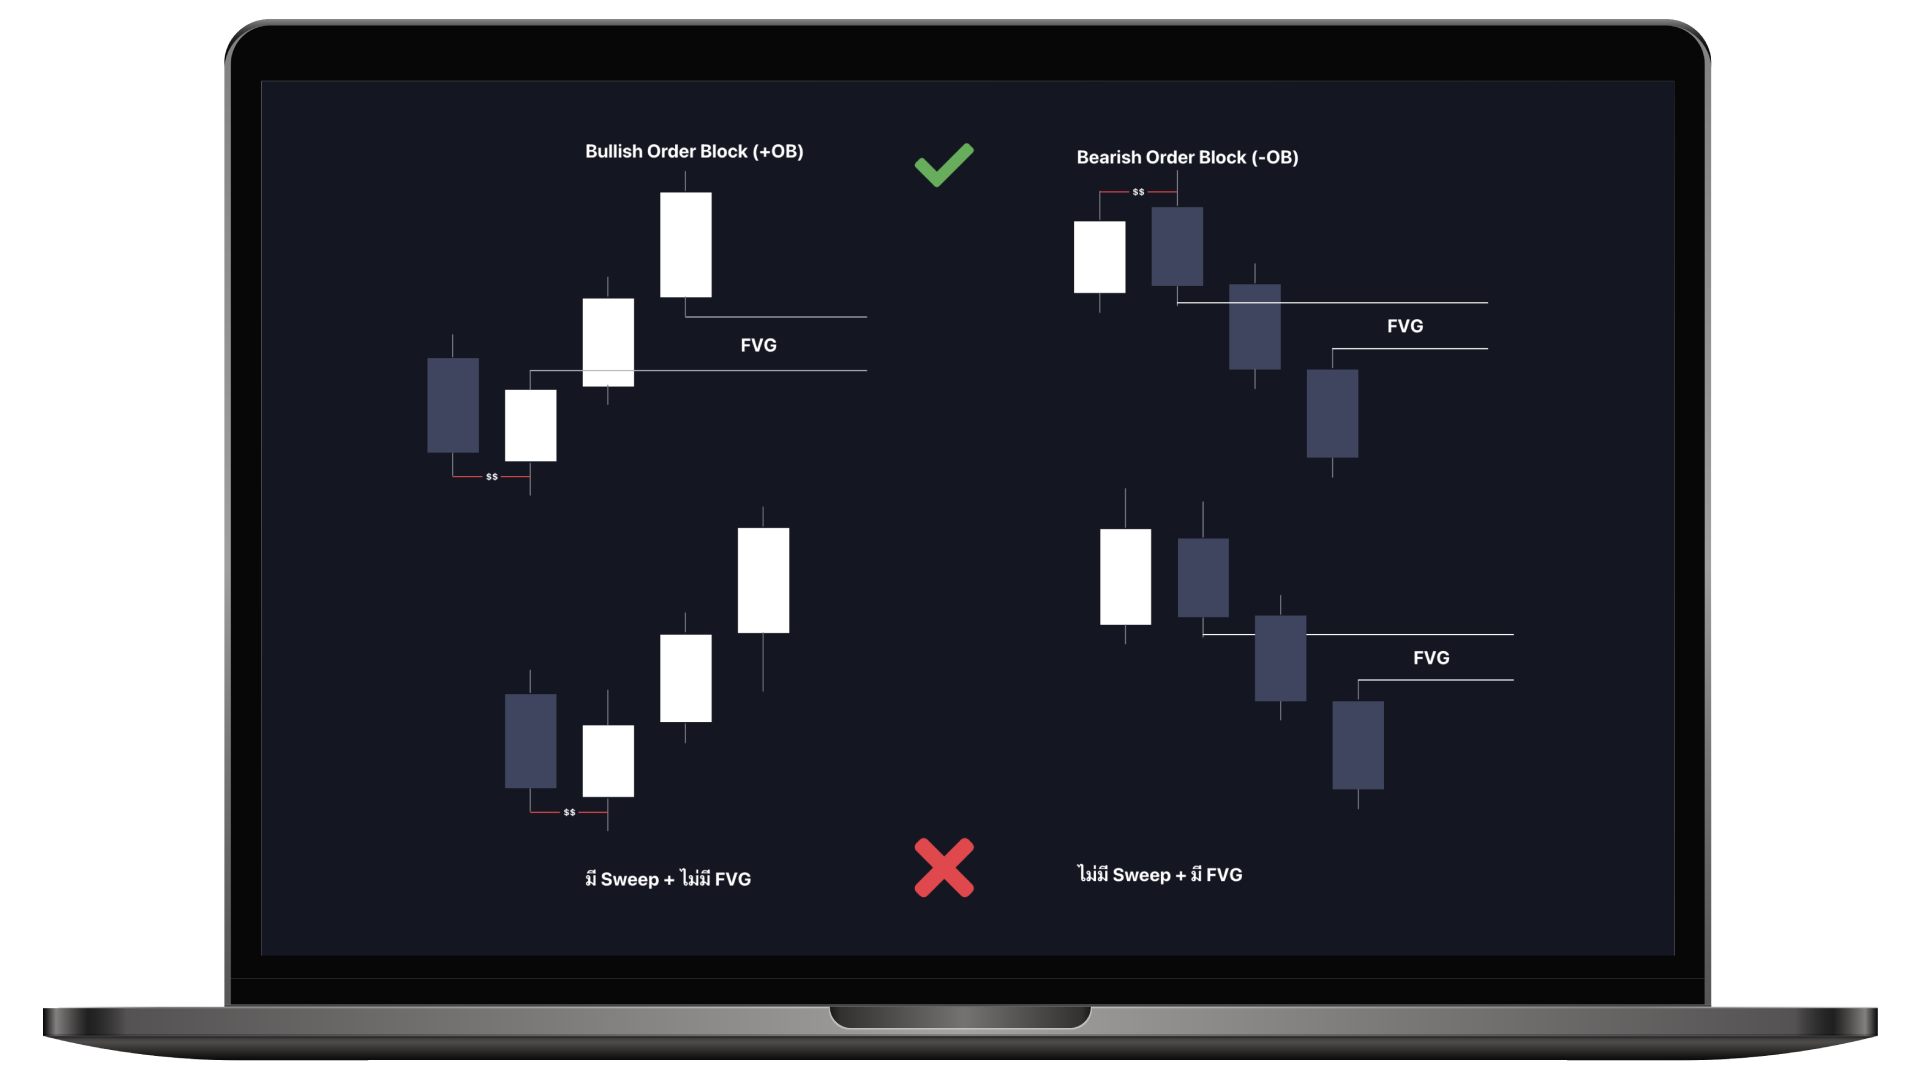 Bullish Order Block (+OB)
Bearish Order Block (-OB)
$$
FVG
FVG
$$
FVG
$$
มี Sweep + ไม่มี FVG
ไม่มี Sweep + มี FVG